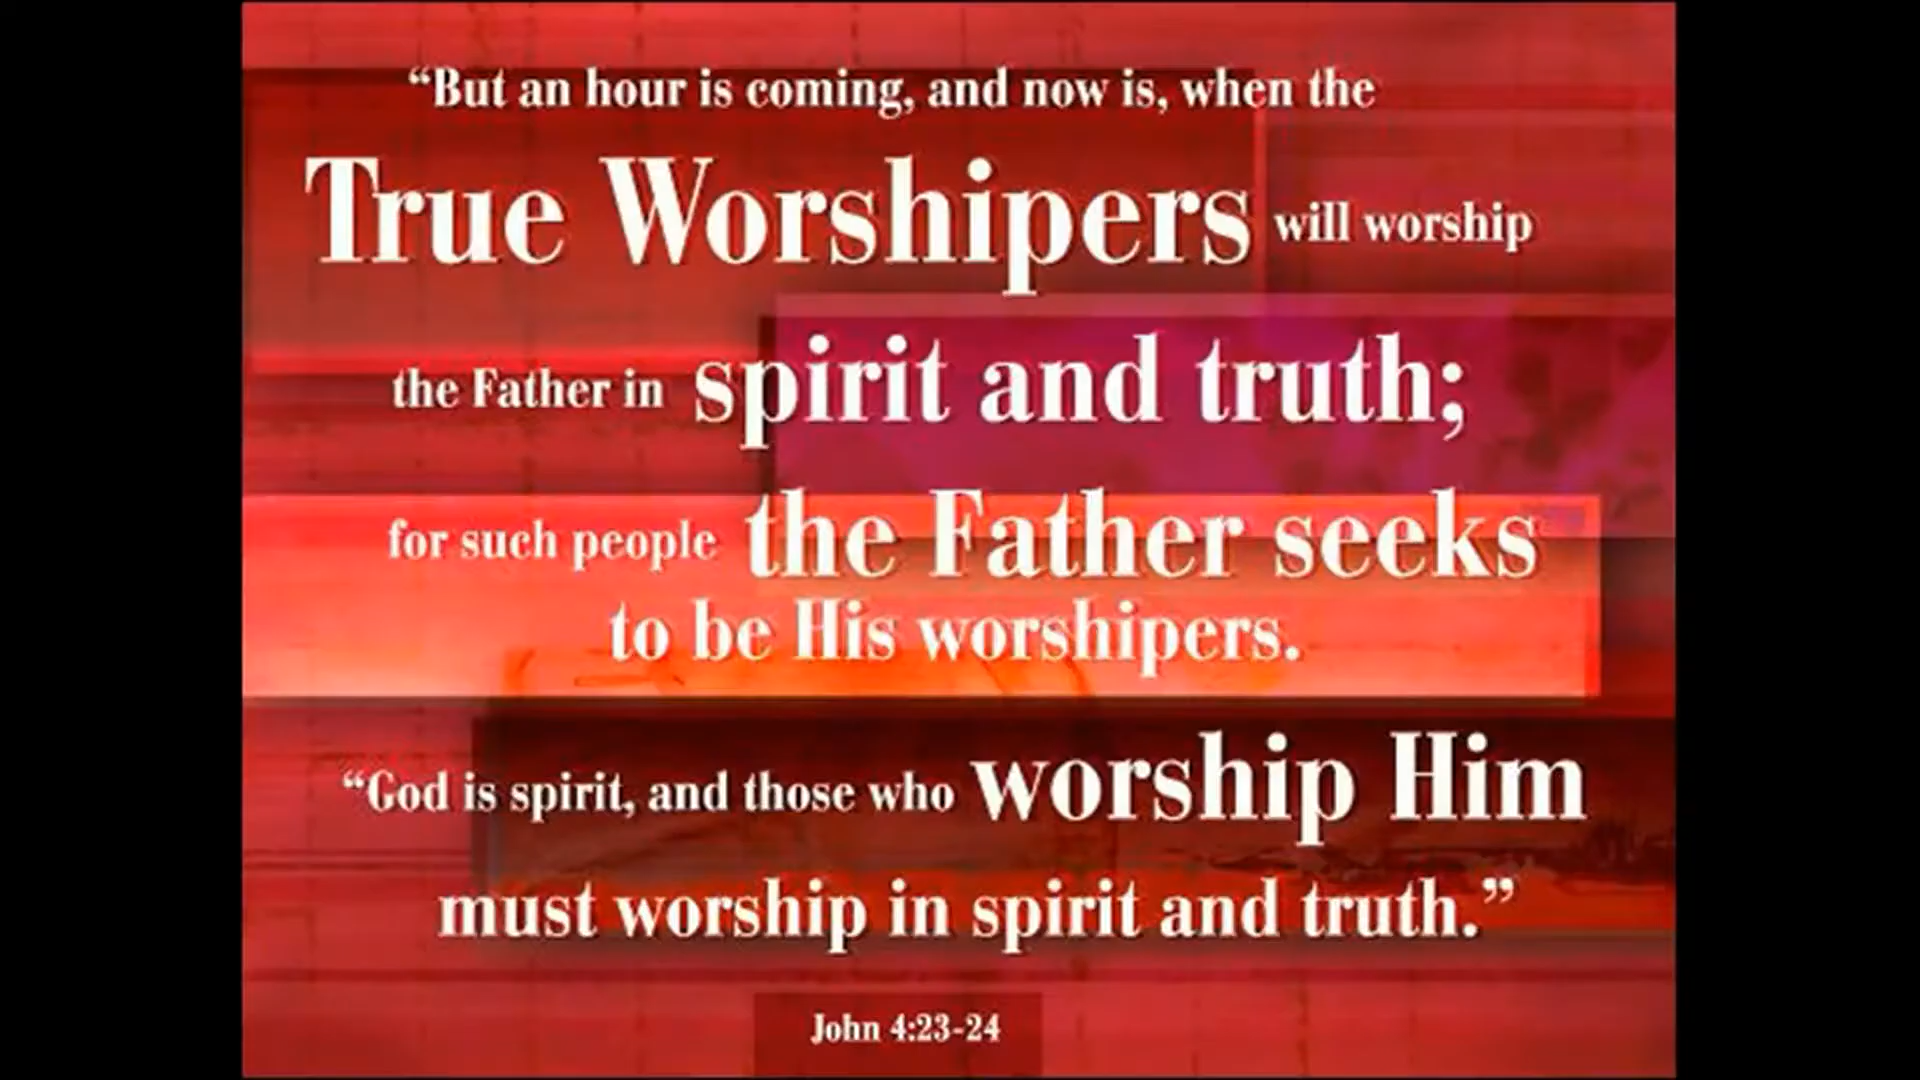 “But an hour is coming, and now is, when the
True Worshipers will worship
the Father in spirit and truth;
for such people the Father seeks
to be His worshipers.
“God is spirit, and those who worship Him
must worship in spirit and truth.”
John 4:23-24